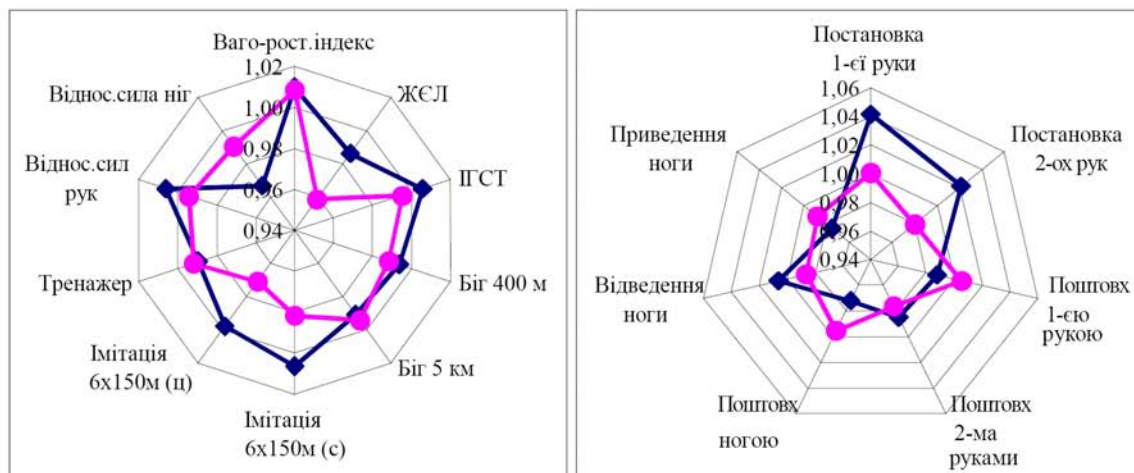 Ваго-рост.індекс
1,02
1,00
0,98
0,96
0,94
ЖЄЛ
ІГСТ
Біг 400 м
Біг 5 км
Імітація
6х150м (с)
Імітація
6х150м (ц)
Тренажер
Віднос.сил
рук
Віднос.сила ніг
Постановка
1-єї руки
1,06
1,04
1,02
1,00
0,98
0,96
0,94
Постановка
2-ох рук
Поштовх
1-єю
рукою
Поштовх
2-ма
руками
Поштовх
ногою
Відведення
ноги
Приведення
ноги